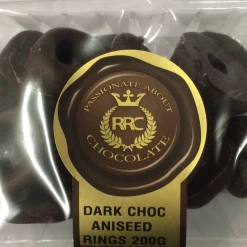 PASSIONATE ABOUT
RRC
CHOCOLATE
DARK CHOC
ANISEED
RINGS 200G